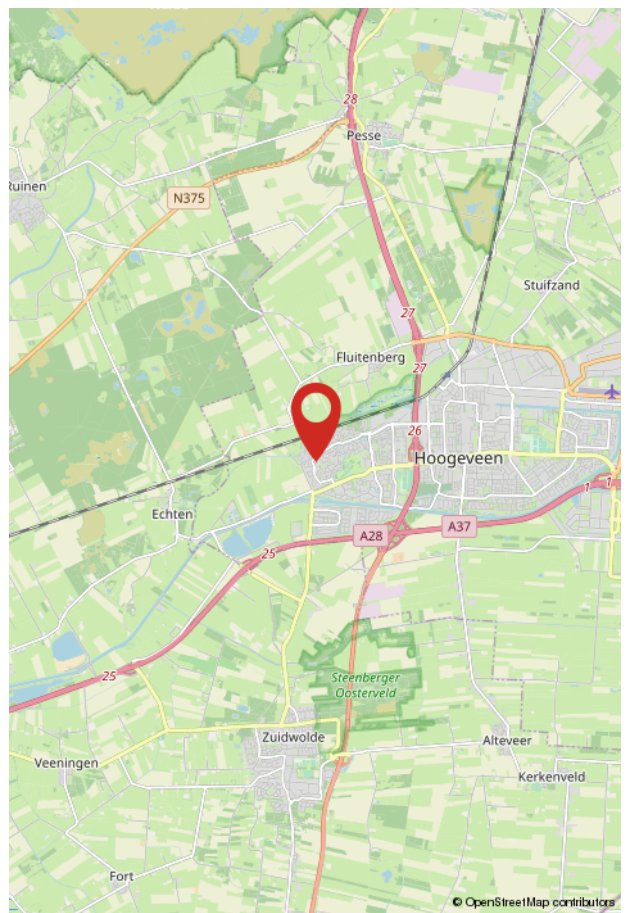 28
Pesse
Ruinen
N375
Stuifzand
27
Fluitenberg
27
26
Hoogeveen
1
1
Echten
A37
A28
25
25
Steenberger
Oosterveld
Zuidwolde
Alteveer
Veeningen
Kerkenveld
Fort
© OpenStreetMap contributors